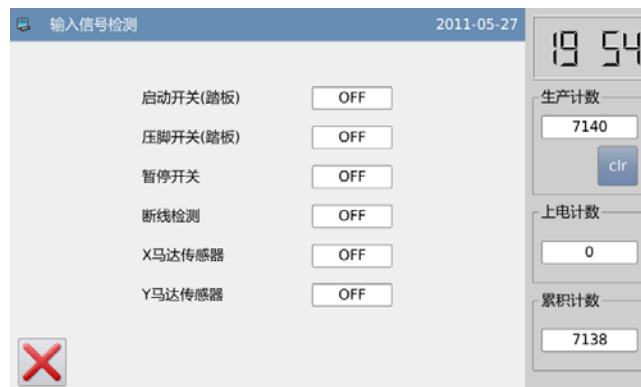 输入信号检测 2011-05-27
19 54
启动开关(踏板) OFF
压脚开关(踏板) OFF
暂停开关 OFF
断线检测 OFF
X马达传感器 OFF
Y马达传感器 OFF
生产计数
7140
clr
上电计数
0
累积计数
7138